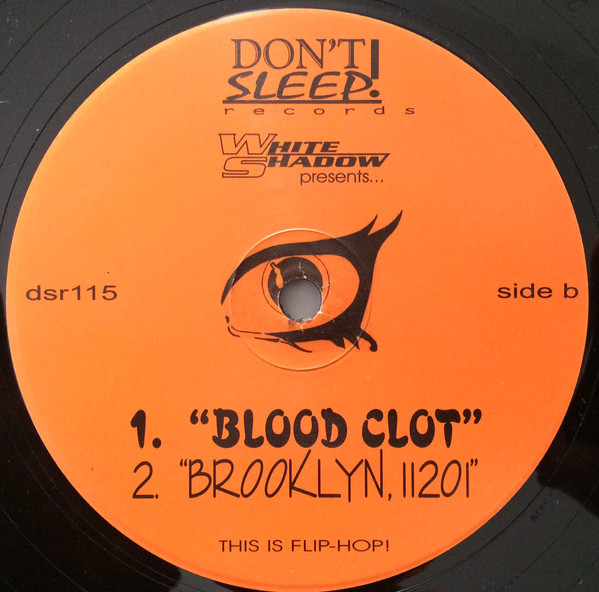 DON'T
SLEEP!
records
WHITE
SHADOW
presents...
dsr115
side b
1. "BLOOD CLOT"
2. "BROOKLYN, 11201"
THIS IS FLIP-HOP!